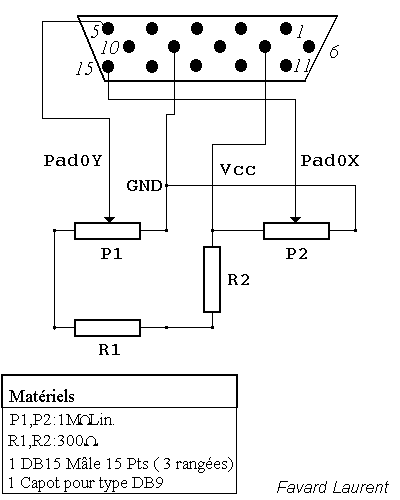 5
1
10
6
15
11
Pad0Y
Vcc
Pad0X
GND
P1
P2
R2
R1
Matériels
P1,P2:1MΩLin.
R1,R2:300Ω
1 DB15 Mâle 15 Pts ( 3 rangées)
1 Capot pour type DB9
Favard Laurent